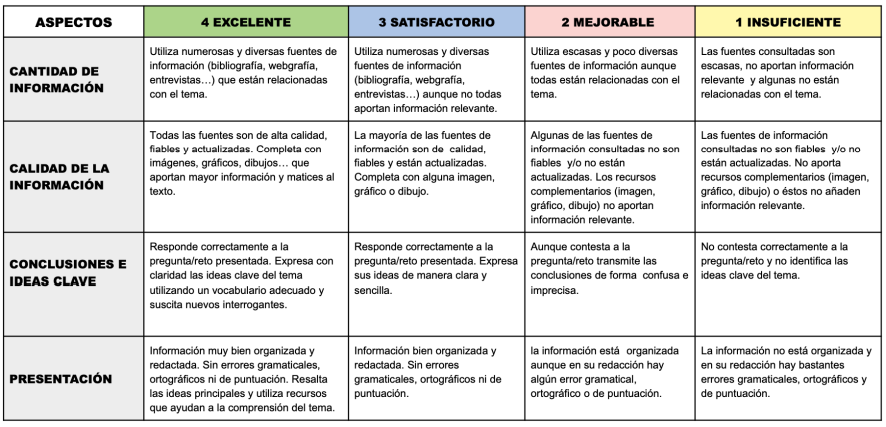 ASPECTOS
4 EXCELENTE
3 SATISFACTORIO
2 MEJORABLE
1 INSUFICIENTE
CANTIDAD DE
INFORMACIÓN
Utiliza numerosas y diversas fuentes de
información (bibliografía, webgrafía,
entrevistas…) que están relacionadas
con el tema.
Utiliza numerosas y diversas
fuentes de información
(bibliografía, webgrafía,
entrevistas…) aunque no todas
aportan información relevante.
Utiliza escasas y poco diversas
fuentes de información aunque
todas están relacionadas con el
tema.
Las fuentes consultadas son
escasas, no aportan información
relevante y algunas no están
relacionadas con el tema.
CALIDAD DE LA
INFORMACIÓN
Todas las fuentes son de alta calidad,
fiables y actualizadas. Completa con
imágenes, gráficos, dibujos… que
aportan mayor información y matices al
texto.
La mayoría de las fuentes de
información son de calidad,
fiables y están actualizadas.
Completa con alguna imagen,
gráfico o dibujo.
Algunas de las fuentes de
información consultadas no son
fiables y/o no están
actualizadas. Los recursos
complementarios (imagen,
gráfico, dibujo) no aportan
información relevante.
Las fuentes de información
consultadas no son fiables y/o no
están actualizadas. No aporta
recursos complementarios (imagen,
gráfico, dibujo) o éstos no añaden
información relevante.
CONCLUSIONES E
IDEAS CLAVE
Responde correctamente a la
pregunta/reto presentada. Expresa con
claridad las ideas clave del tema
utilizando un vocabulario adecuado y
suscita nuevos interrogantes.
Responde correctamente a la
pregunta/reto presentada. Expresa
sus ideas de manera clara y
sencilla.
Aunque contesta a la
pregunta/reto transmite las
conclusiones de forma confusa e
imprecisa.
No contesta correctamente a la
pregunta/reto y no identifica las
ideas clave del tema.
PRESENTACIÓN
Información muy bien organizada y
redactada. Sin errores gramaticales,
ortográficos ni de puntuación. Resalta
las ideas principales y utiliza recursos
que ayudan a la comprensión del tema.
Información bien organizada y
redactada. Sin errores
gramaticales, ortográficos ni de
puntuación.
la información está organizada
aunque en su redacción hay
algún error gramatical,
ortográfico o de puntuación.
La información no está organizada y
en su redacción hay bastantes
errores gramaticales, ortográficos y
de puntuación.